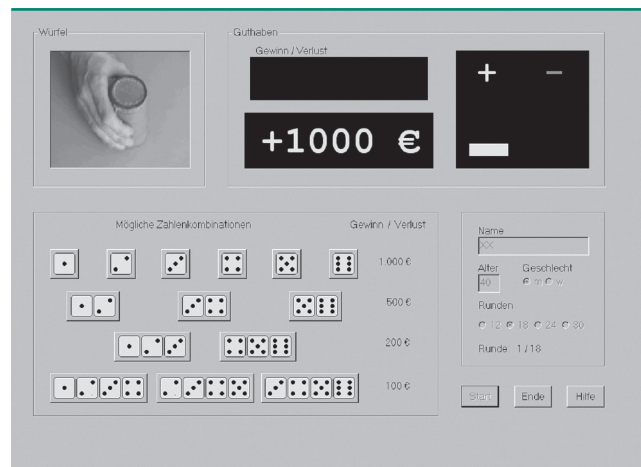 Würfel
Guthaben
Gewinn / Verlust
+ -
+1000 €
Mögliche Zahlenkombinationen Gewinn / Verlust
1.000 €
500 €
200 €
100 €
Name
XX
Alter Geschlecht
40 m w
Runden
12 18 24 30
Runde 1/18
Start Ende Hilfe